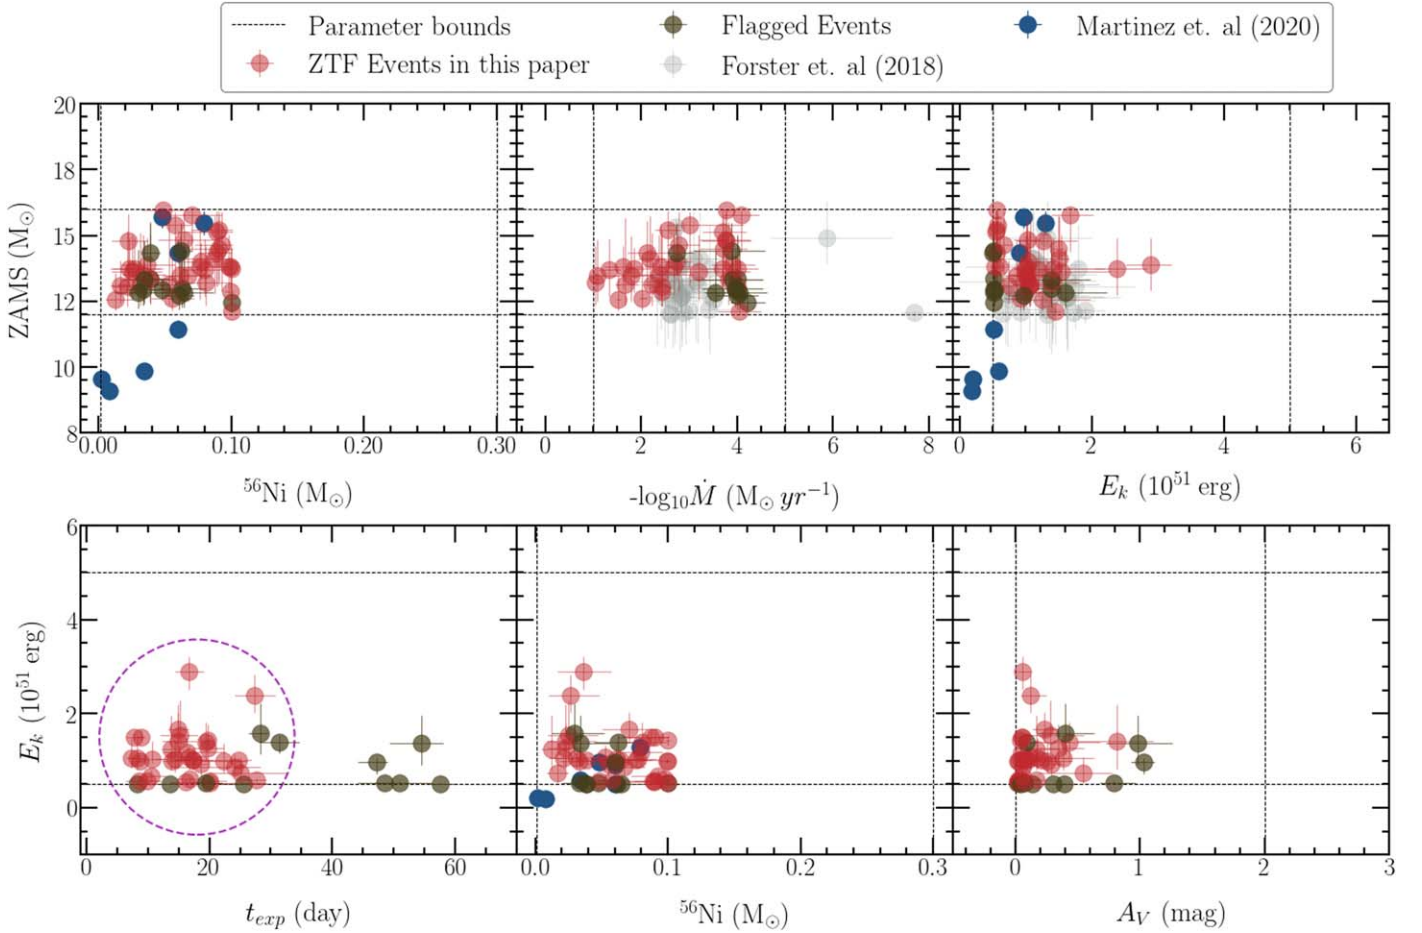 Parameter bounds
Flagged Events
Martinez et. al (2020)
ZTF Events in this paper
Forster et. al (2018)
20
18
15
12
10
8
ZAMS (M⊙)
0.00 0.10 0.20 0.30
0 2 4 6 8
0 2 4 6
⁵⁶Ni (M⊙)
-log₁₀Ṁ (M⊙ yr⁻¹)
Eₖ (10⁵¹ erg)
6
4
2
0
Eₖ (10⁵¹ erg)
0 20 40 60
0.0 0.1 0.2 0.3
0 1 2 3
t_exp (day)
⁵⁶Ni (M⊙)
A_V (mag)